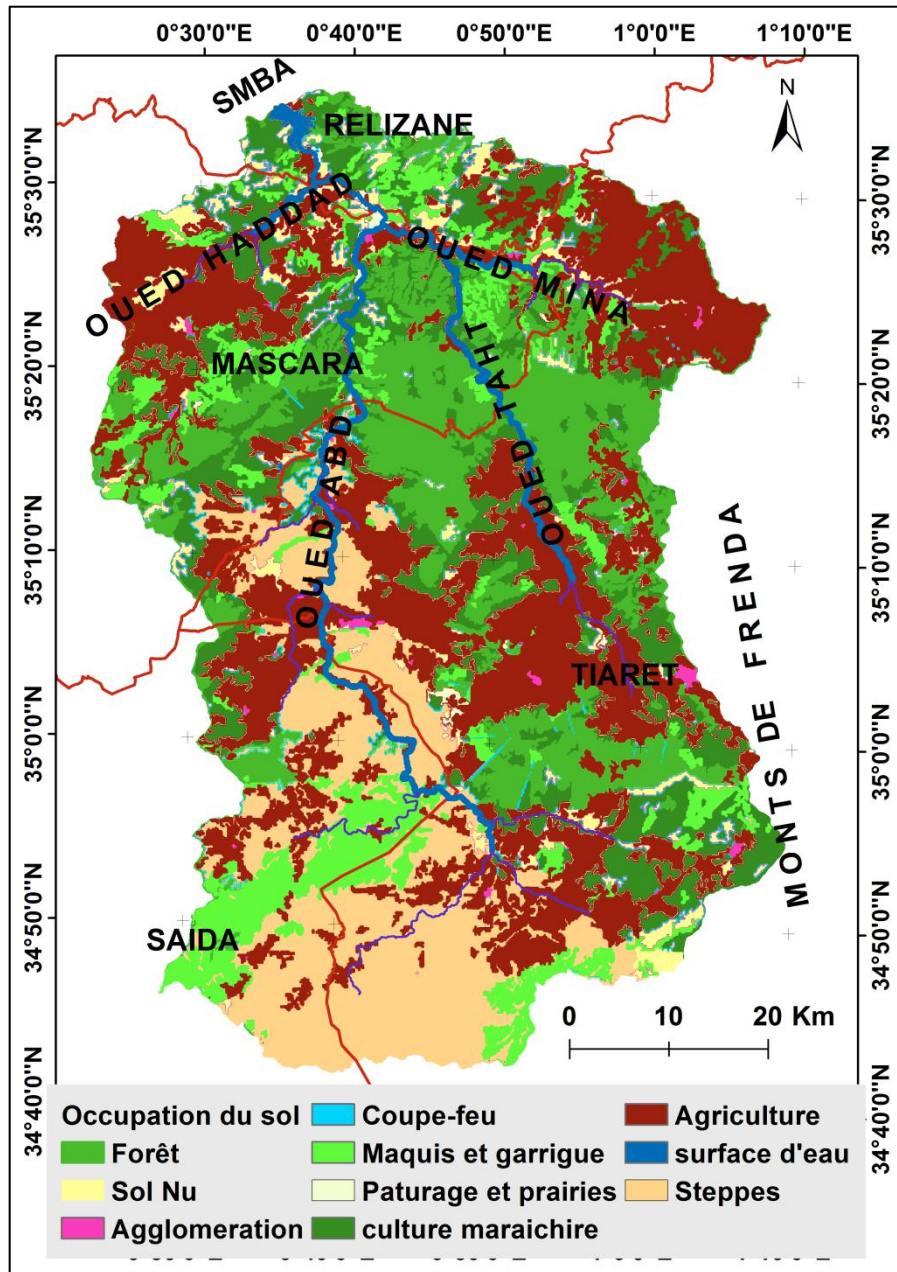 0°30'0"E 0°40'0"E 0°50'0"E 1°0'0"E 1°10'0"E
SMBA
RELIZANE
N
35°30'0"N
35°30'0"N
OUED HADDAD
OUED MINA
35°20'0"N
35°20'0"N
MASCARA
OUED TAHT
OUED ABD
35°10'0"N
35°10'0"N
MONTS DE FRENDA
TIARET
35°0'0"N
35°0'0"N
34°50'0"N
34°50'0"N
SAIDA
0 10 20 Km
34°40'0"N
34°40'0"N
Occupation du sol
Forêt
Sol Nu
Agglomeration
Coupe-feu
Maquis et garrigue
Paturage et prairies
culture maraichire
Agriculture
surface d'eau
Steppes